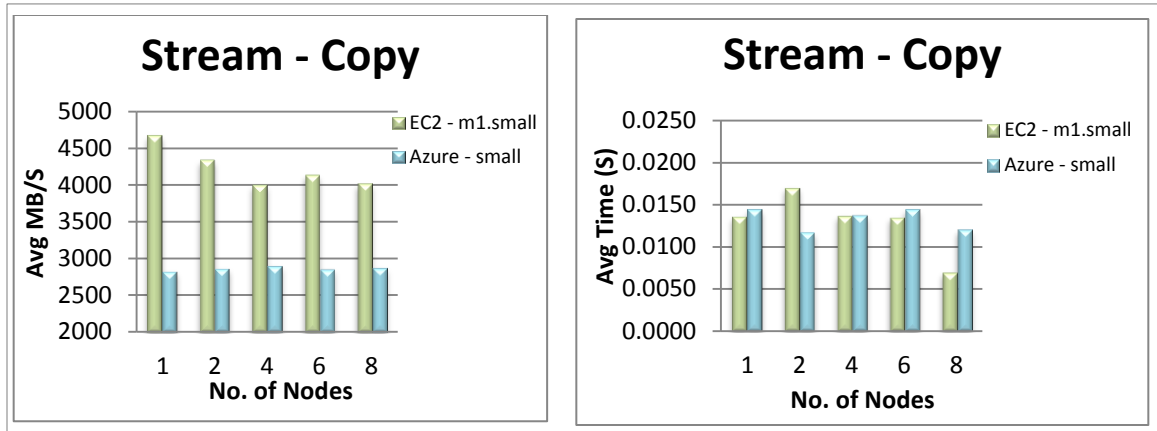 Stream - Copy
5000
4500
4000
3500
3000
2500
2000
Avg MB/S
EC2 - m1.small
Azure - small
1 2 4 6 8
No. of Nodes
Stream - Copy
0.0250
0.0200
0.0150
0.0100
0.0050
0.0000
Avg Time (S)
EC2 - m1.small
Azure - small
1 2 4 6 8
No. of Nodes